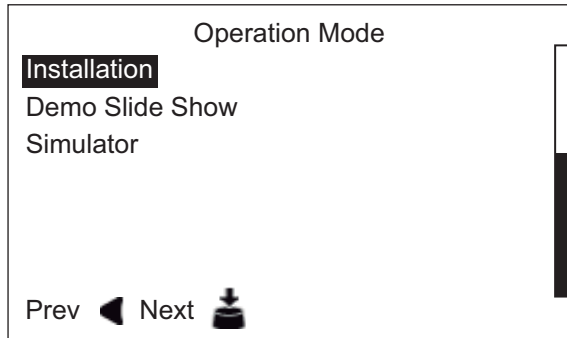 Operation Mode
Installation
Demo Slide Show
Simulator
Prev Next